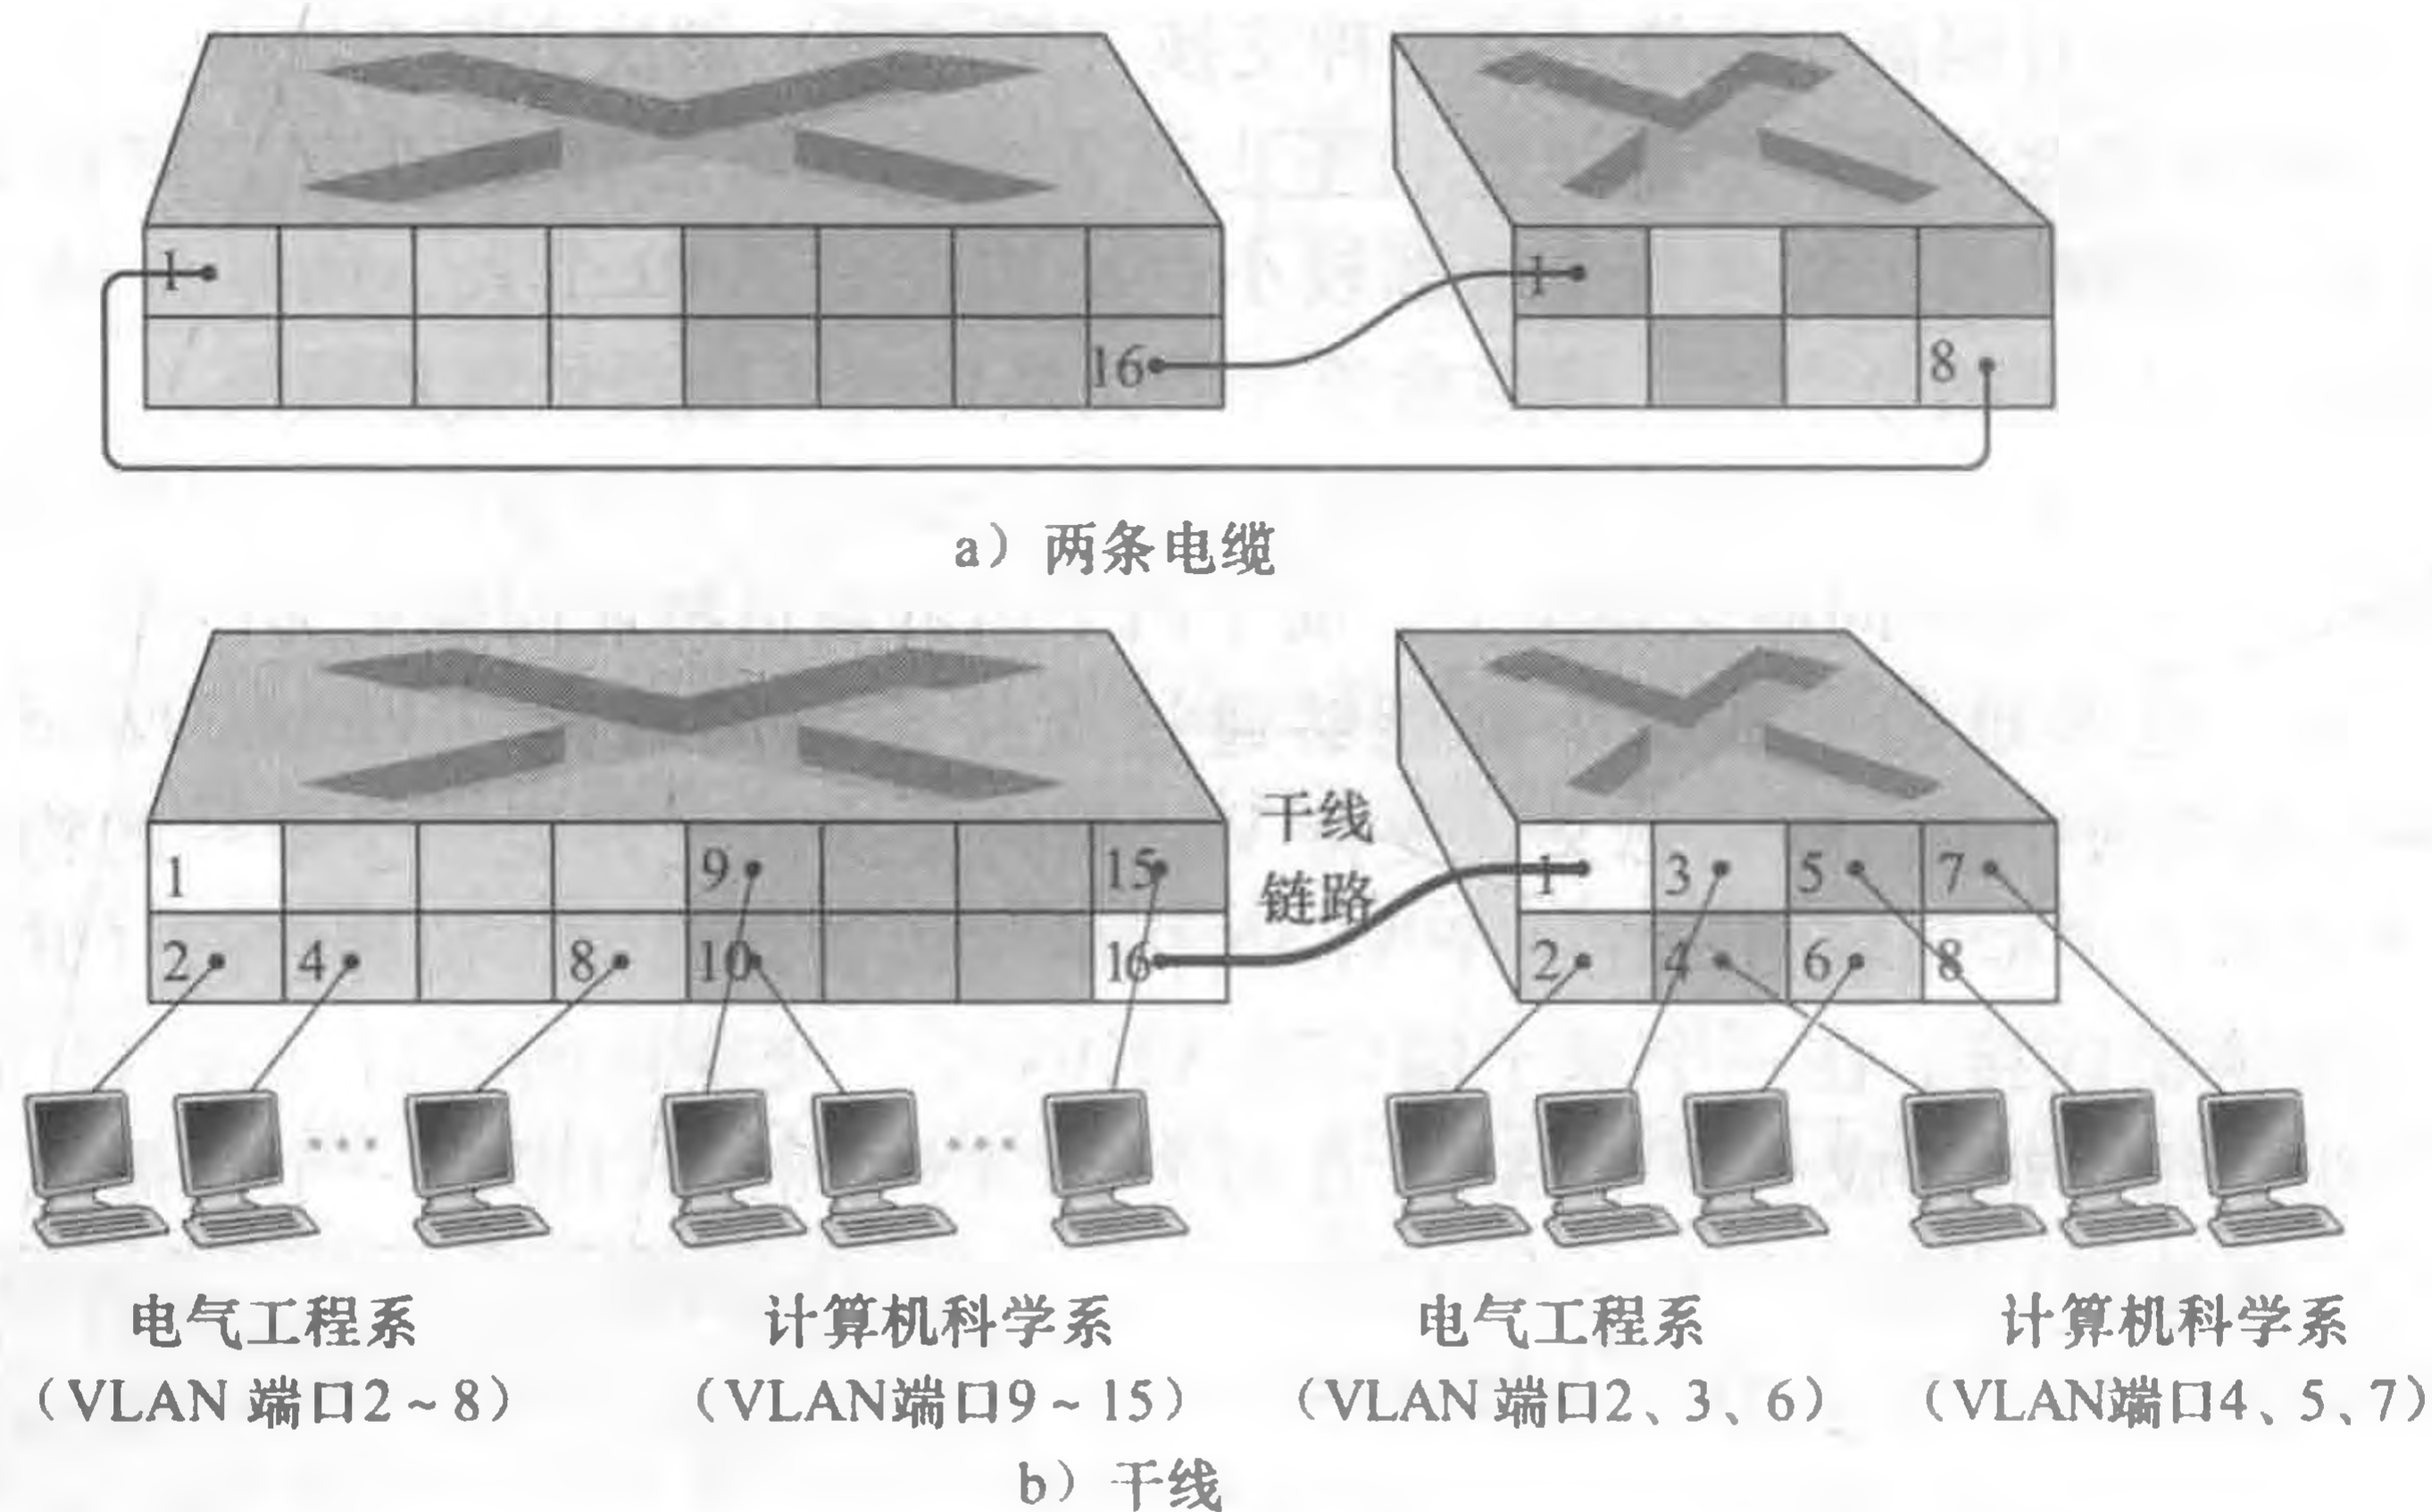 1
1
16
8
a）两条电缆
干线
链路
1
9
15
2
4
8
10
16
1
3
5
7
2
4
6
8
电气工程系
（VLAN 端口2～8）
计算机科学系
（VLAN端口9～15）
电气工程系
（VLAN 端口2、3、6）
计算机科学系
（VLAN端口4、5、7）
b）干线